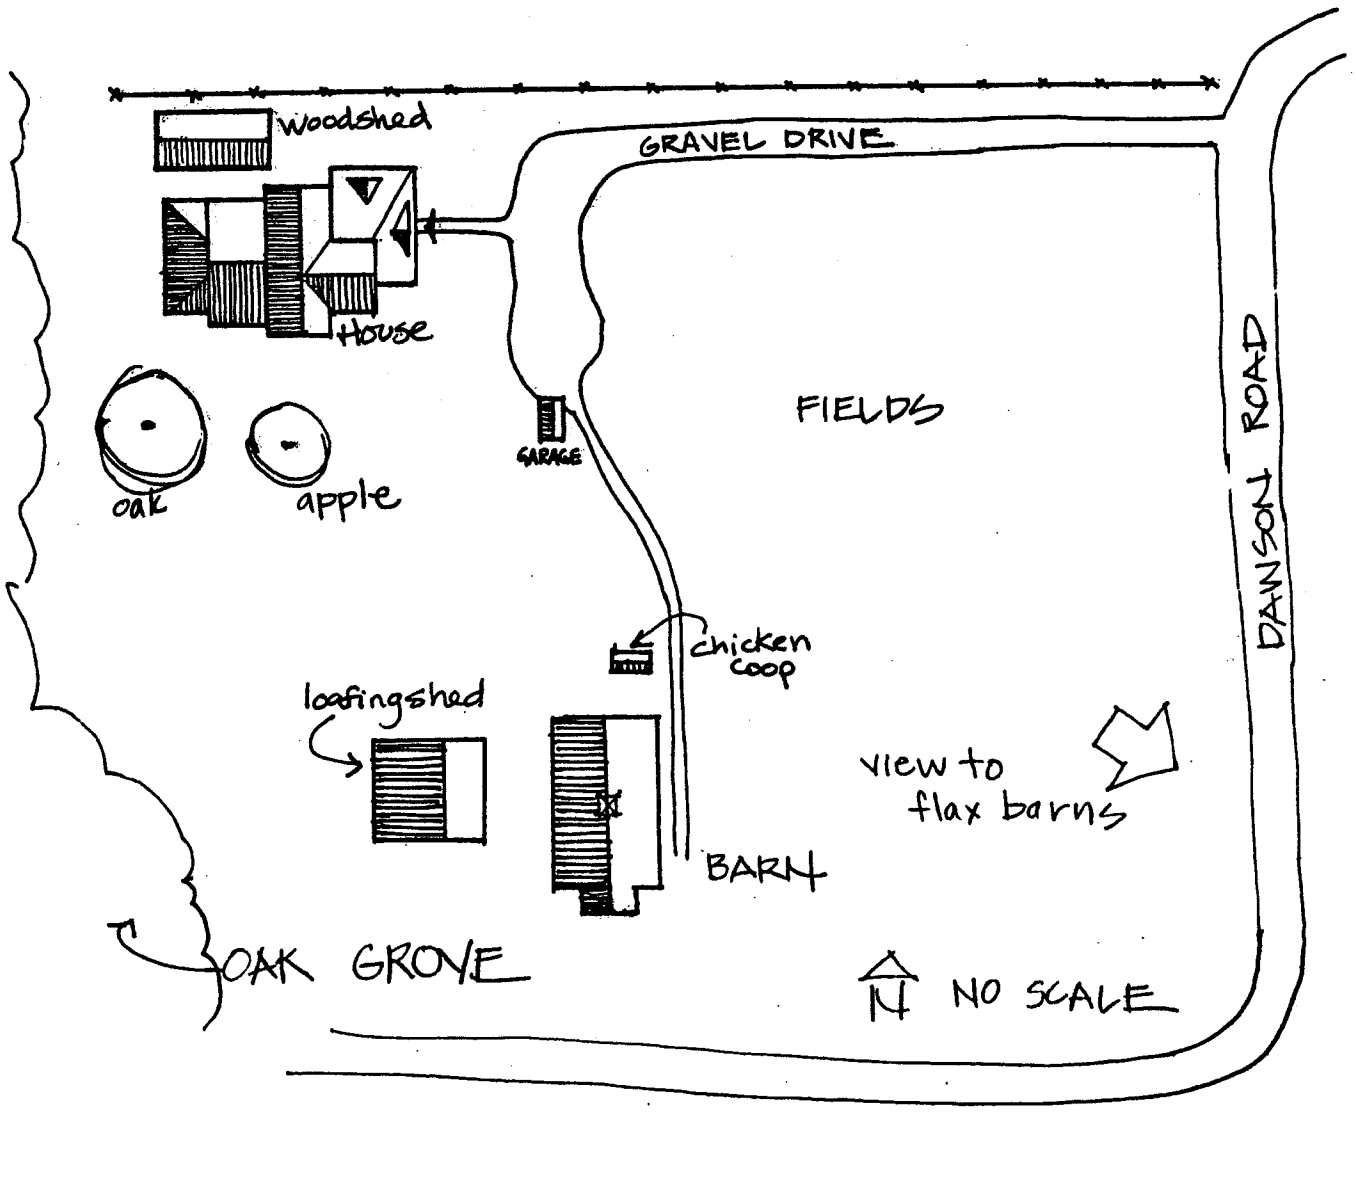 woodshed
GRAVEL DRIVE
House
FIELDS
DAWSON ROAD
GARAGE
oak
apple
chicken
coop
loafingshed
view to
flax barns
BARN
OAK GROVE
N
NO SCALE